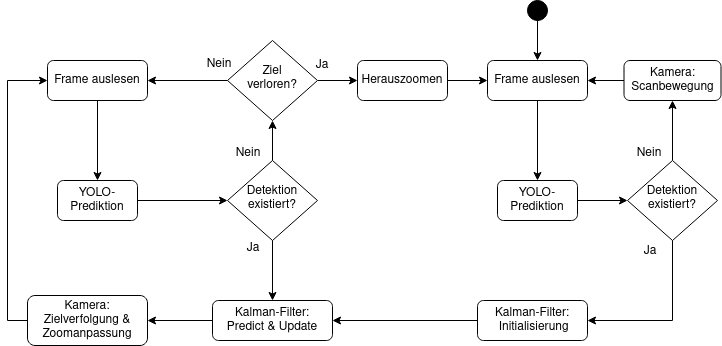 Nein
Ziel
verloren?
Ja
Frame auslesen
Herauszoomen
Frame auslesen
Kamera:
Scanbewegung
Nein
Nein
YOLO-
Prediktion
Detektion
existiert?
YOLO-
Prediktion
Detektion
existiert?
Ja
Ja
Kamera:
Zielverfolgung &
Zoomanpassung
Kalman-Filter:
Predict & Update
Kalman-Filter:
Initialisierung